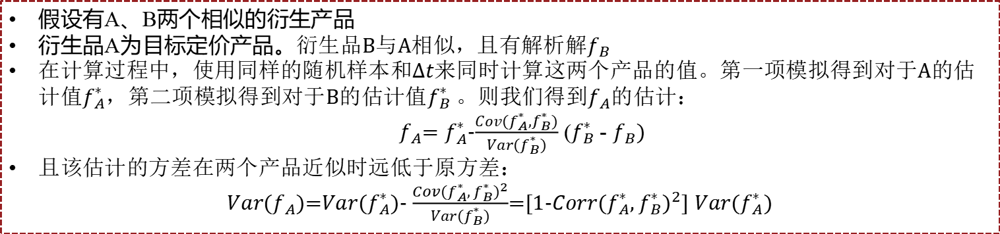 • 假设有A、B两个相似的衍生产品
• 衍生品A为目标定价产品。衍生品B与A相似，且有解析解$f_B$
• 在计算过程中，使用同样的随机样本和Δt来同时计算这两个产品的值。第一项模拟得到对于A的估
计值$f_A^*$，第二项模拟得到对于B的估计值$f_B^*$ 。则我们得到$f_A$的估计：
$f_A = f_A^* - \frac{Cov(f_A^*,f_B^*)}{Var(f_B^*)} (f_B^* - f_B)$
• 且该估计的方差在两个产品近似时远低于原方差：
$Var(f_A)=Var(f_A^*)-\frac{Cov(f_A^*,f_B^*)^2}{Var(f_B^*)}=[1-Corr(f_A^*,f_B^*)^2] Var(f_A^*)$